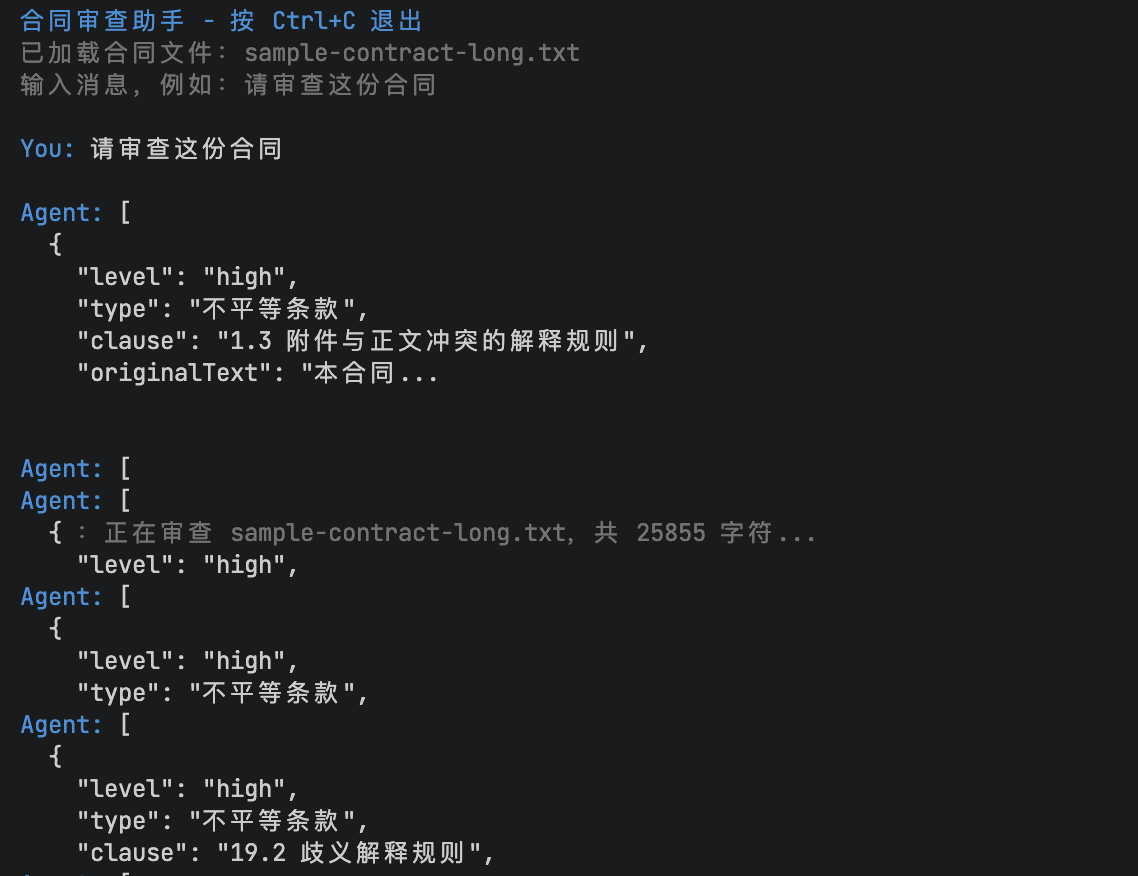 合同审查助手 - 按 Ctrl+C 退出
已加载合同文件: sample-contract-long.txt
输入消息, 例如: 请审查这份合同
You: 请审查这份合同
Agent: [
{
"level": "high",
"type": "不平等条款",
"clause": "1.3 附件与正文冲突的解释规则",
"originalText": "本合同...
Agent: [
Agent: [
{ : 正在审查 sample-contract-long.txt, 共 25855 字符...
"level": "high",
Agent: [
{
"level": "high",
"type": "不平等条款",
Agent: [
{
"level": "high",
"type": "不平等条款",
"clause": "19.2 歧义解释规则",